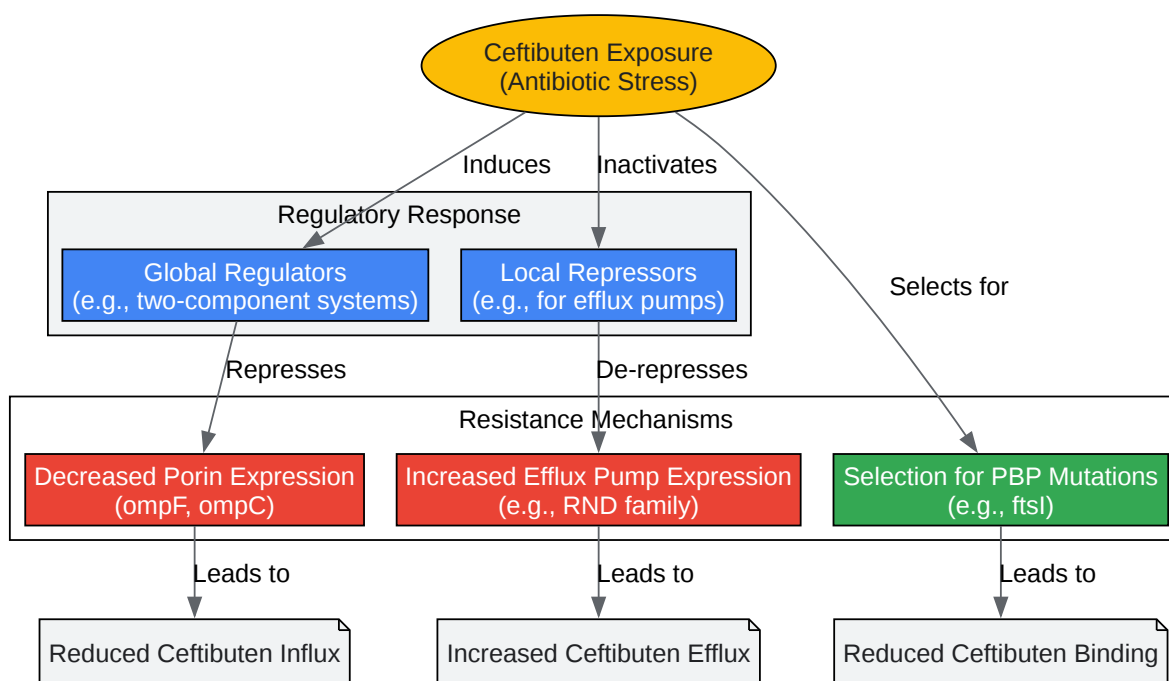 Ceftibuten Exposure
(Antibiotic Stress)
Induces
Inactivates
Selects for
Regulatory Response
Global Regulators
(e.g., two-component systems)
Local Repressors
(e.g., for efflux pumps)
Represses
De-represses
Resistance Mechanisms
Decreased Porin Expression
(ompF, ompC)
Increased Efflux Pump Expression
(e.g., RND family)
Selection for PBP Mutations
(e.g., ftsI)
Leads to
Leads to
Leads to
Reduced Ceftibuten Influx
Increased Ceftibuten Efflux
Reduced Ceftibuten Binding